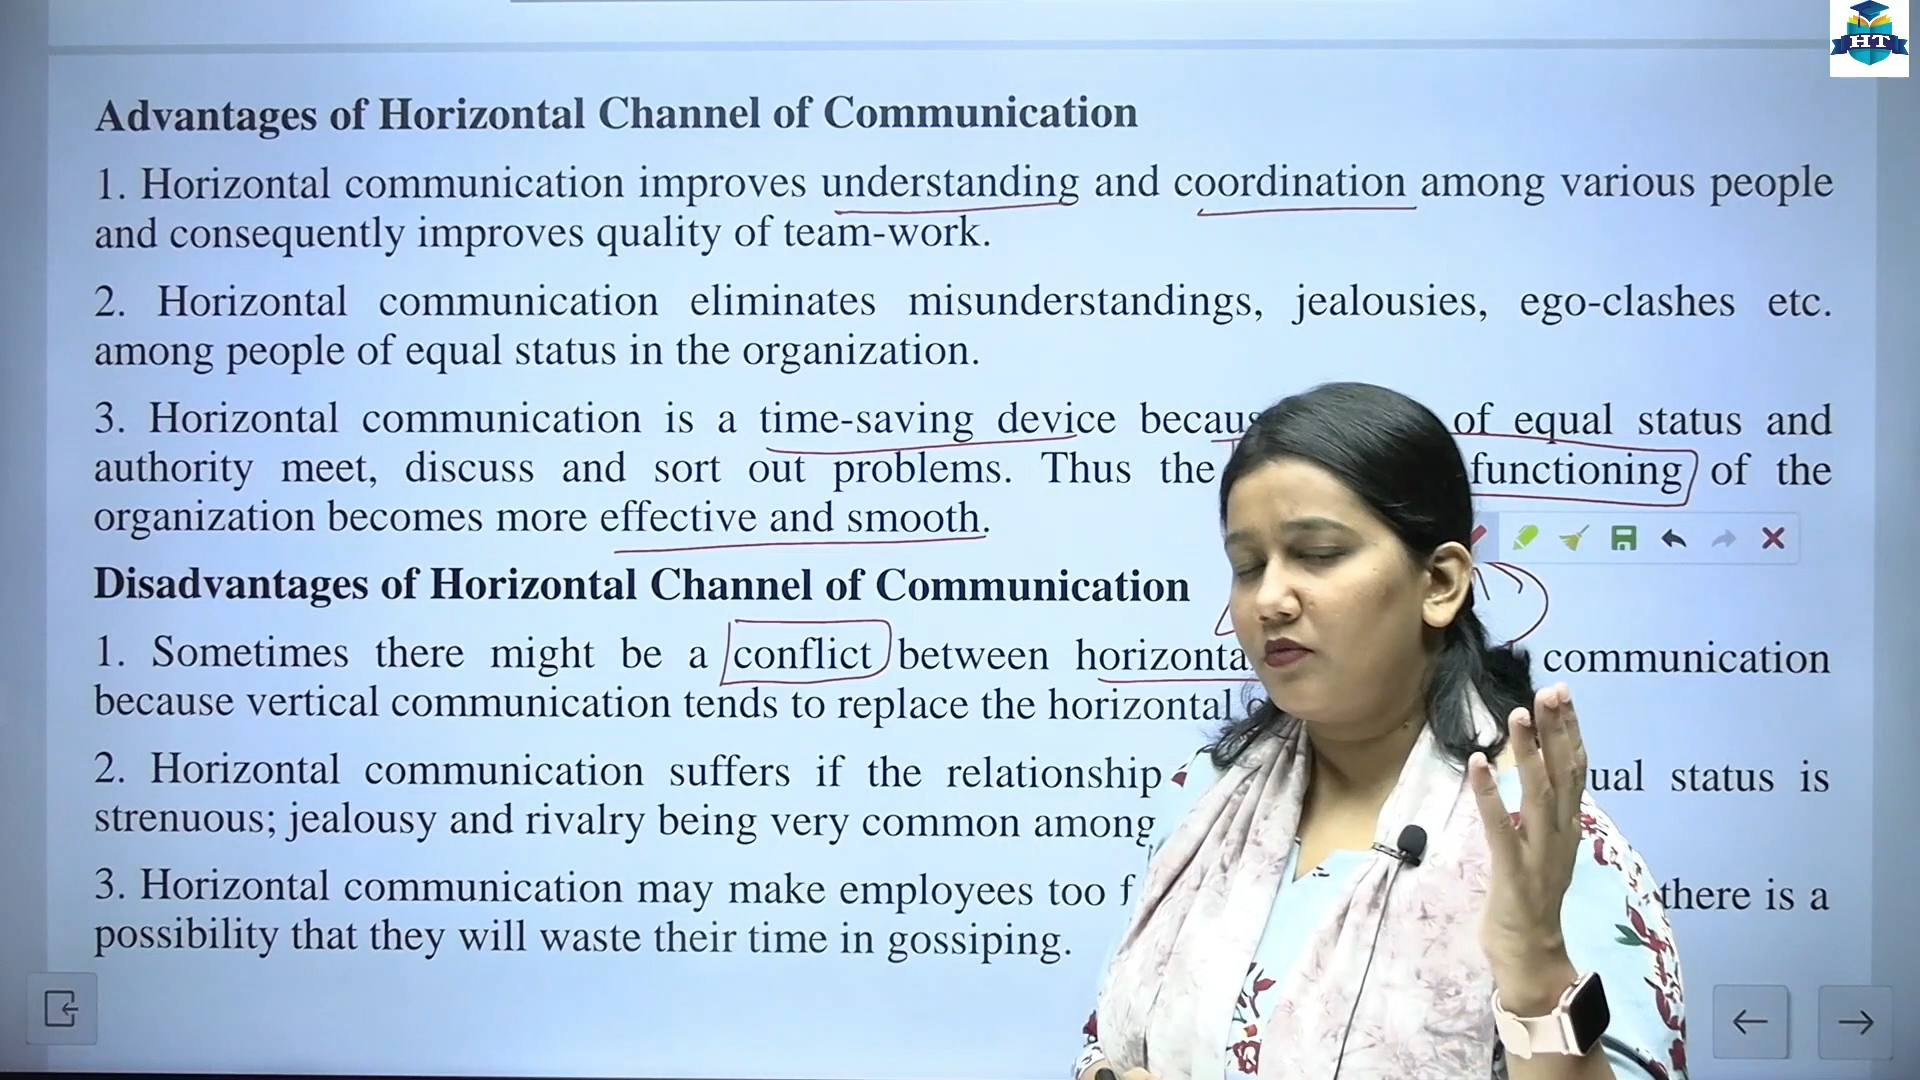 HT
Advantages of Horizontal Channel of Communication
1. Horizontal communication improves understanding and coordination among various people
and consequently improves quality of team-work.
2. Horizontal communication eliminates misunderstandings, jealousies, ego-clashes etc.
among people of equal status in the organization.
3. Horizontal communication is a time-saving device of equal status and
authority meet, discuss and sort out problems. Thus the functioning of the
organization becomes more effective and smooth.
Disadvantages of Horizontal Channel of Communication
1. Sometimes there might be a conflict between communication
because vertical communication tends to replace the horizontal
2. Horizontal communication suffers if the relationship status is
strenuous; jealousy and rivalry being very common among
3. Horizontal communication may make employees too there is a
possibility that they will waste their time in gossiping.